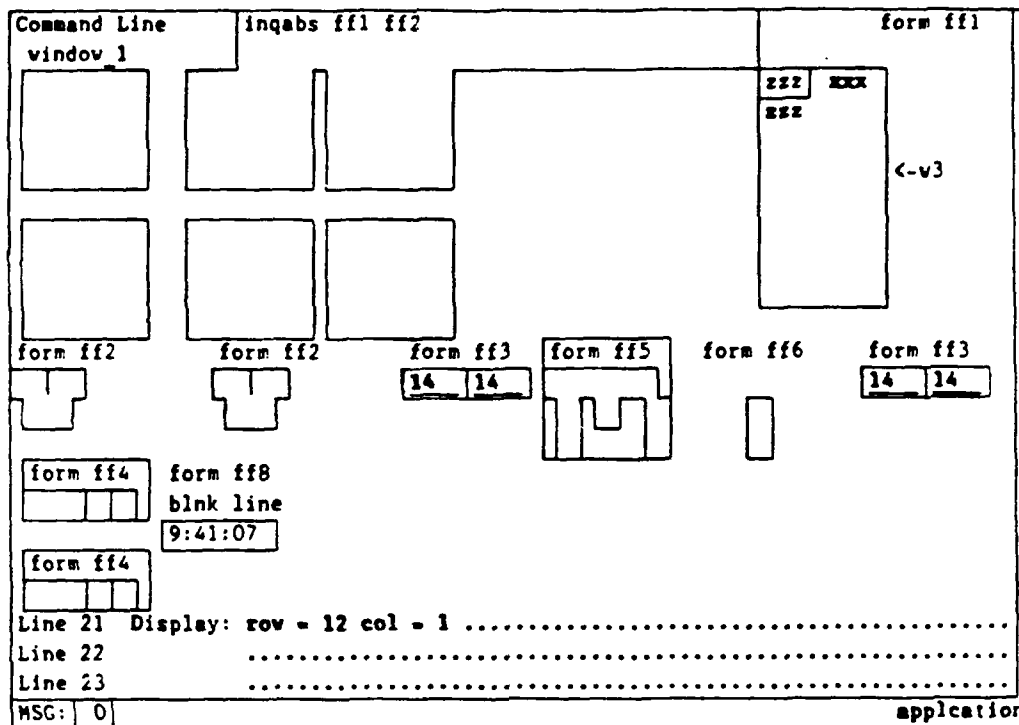 Command Line inqabs ff1 ff2 form ff1
window_1
zzz xxx
zzz
<-v3
form ff2 form ff2 form ff3 form ff5 form ff6 form ff3
14 14 14 14
form ff4 form ff8
blnk line
9:41:07
form ff4
Line 21 Display: row = 12 col = 1 ............................................
Line 22 ............................................................
Line 23 ............................................................
MSG: 0 applcation